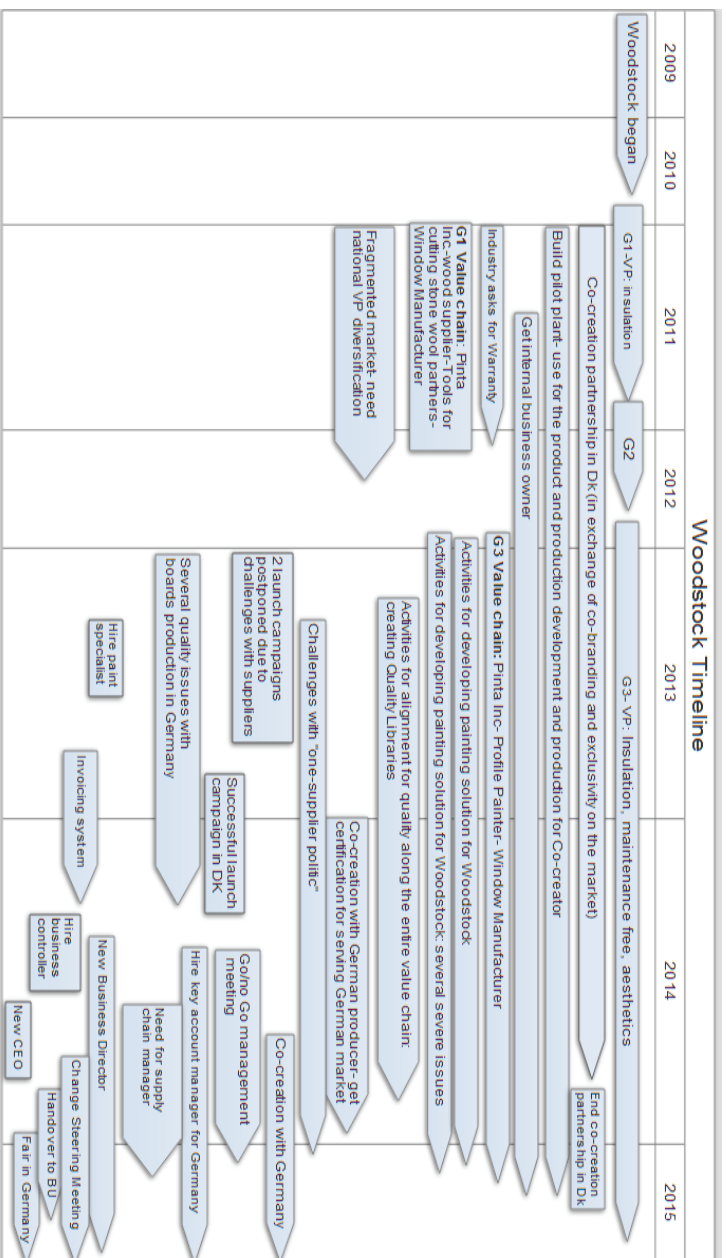 Woodstock Timeline
2009
2010
2011
2012
2013
2014
2015
Woodstock began
G1-VP: insulation
G2
G3- VP: Insulation, maintenance free, aesthetics
Co-creation partnership in Dk (in exchange of co-branding and exclusivity on the market)
End co-creation
partnership in Dk
Build pilot plant- use for the product and production development and production for Co-creator
Get internal business owner
Industry asks for Warranty
G3 Value chain: Pinta Inc- Profile Painter- Window Manufacturer
G1 Value chain: Pinta
Inc-wood supplier-Tools for
cutting stone wool partners-
Window Manufacturer
Activities for developing painting solution for Woodstock
Activities for developing painting solution for Woodstock: several severe issues
Fragmented market- need
national VP diversification
Activities for alignment for quality along the entire value chain:
creating Quality Libraries
Co-creation with German producer- get
certification for serving German market
Challenges with "one-supplier politic"
2 launch campaigns
postponed due to
challenges with suppliers
Co-creation with Germany
Successful launch
campaign in DK
Go/no Go management
meeting
Several quality issues with
boards production in Germany
Hire key account manager for Germany
Need for supply
chain manager
Hire paint
specialist
New Business Director
Invoicing system
Change Steering Meeting
Hire
business
controller
Handover to BU
New CEO
Fair in Germany